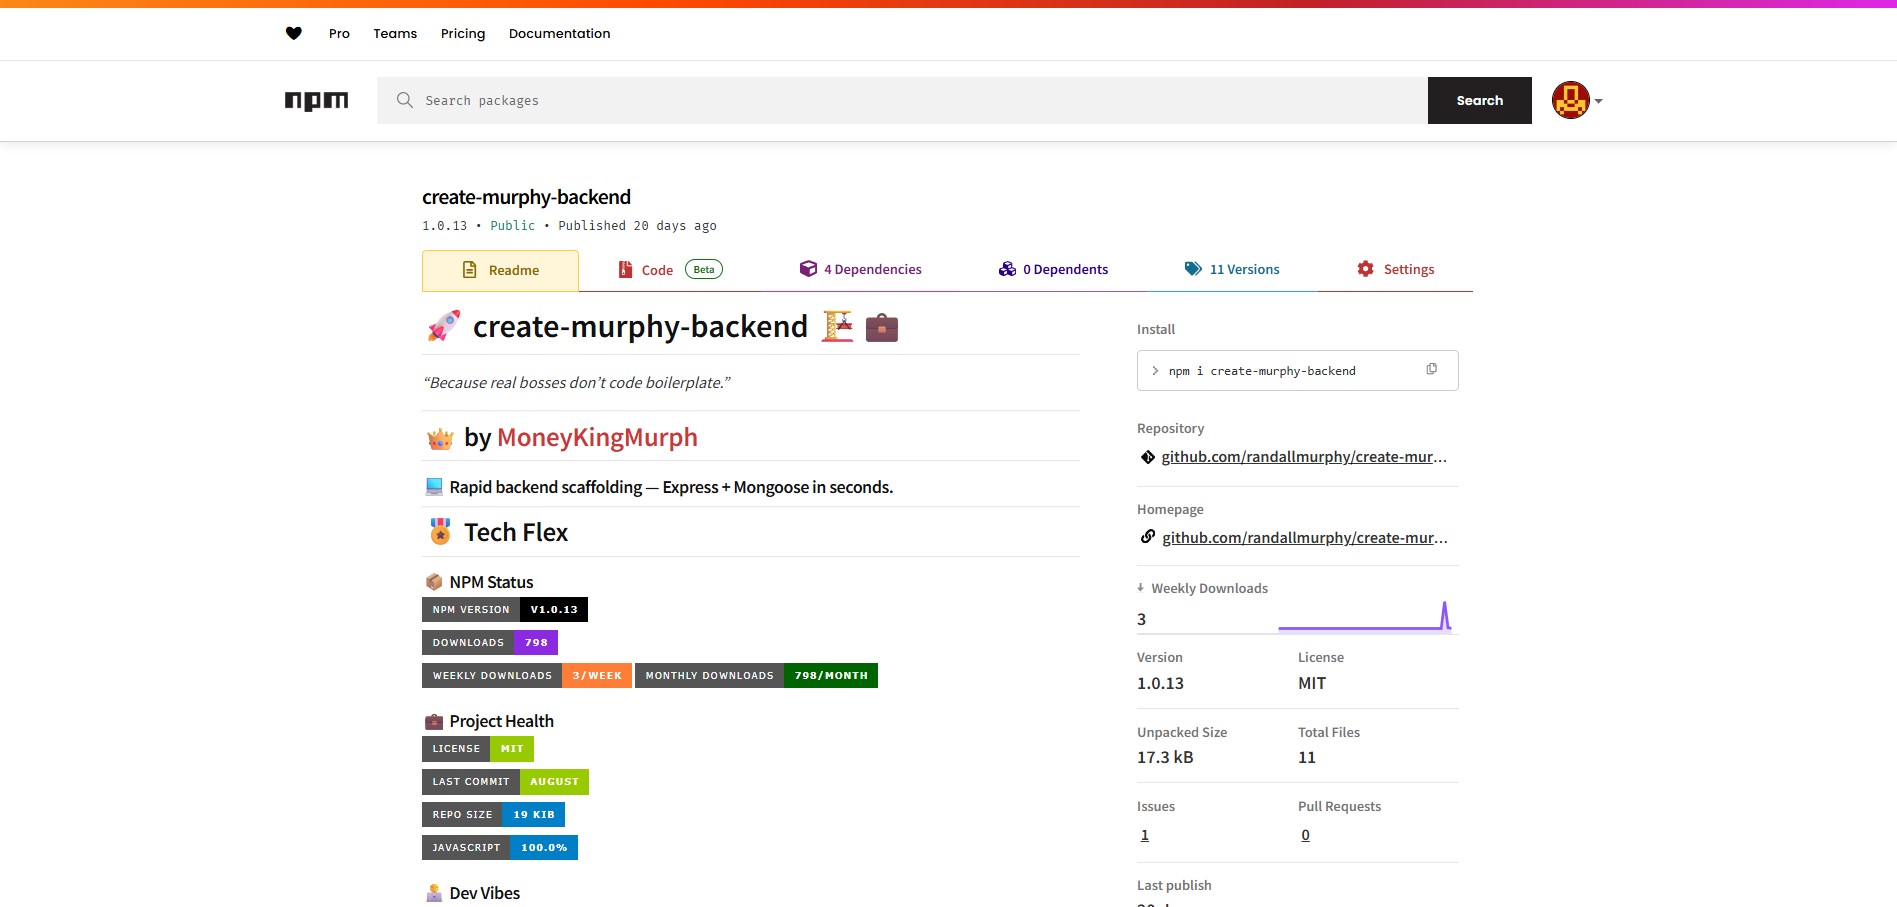 Pro Teams Pricing Documentation
npm Search packages Search
create-murphy-backend
1.0.13 • Public • Published 20 days ago
Readme Code Beta 4 Dependencies 0 Dependents 11 Versions Settings
create-murphy-backend
“Because real bosses don’t code boilerplate.”
by MoneyKingMurph
Rapid backend scaffolding — Express + Mongoose in seconds.
Tech Flex
NPM Status
NPM VERSION V1.0.13
DOWNLOADS 798
WEEKLY DOWNLOADS 3/WEEK MONTHLY DOWNLOADS 798/MONTH
Project Health
LICENSE MIT
LAST COMMIT AUGUST
REPO SIZE 19 KIB
JAVASCRIPT 100.0%
Dev Vibes
Install
npm i create-murphy-backend
Repository
github.com/randallmurphy/create-mur...
Homepage
github.com/randallmurphy/create-mur...
Weekly Downloads
3
Version License
1.0.13 MIT
Unpacked Size Total Files
17.3 kB 11
Issues Pull Requests
1 0
Last publish